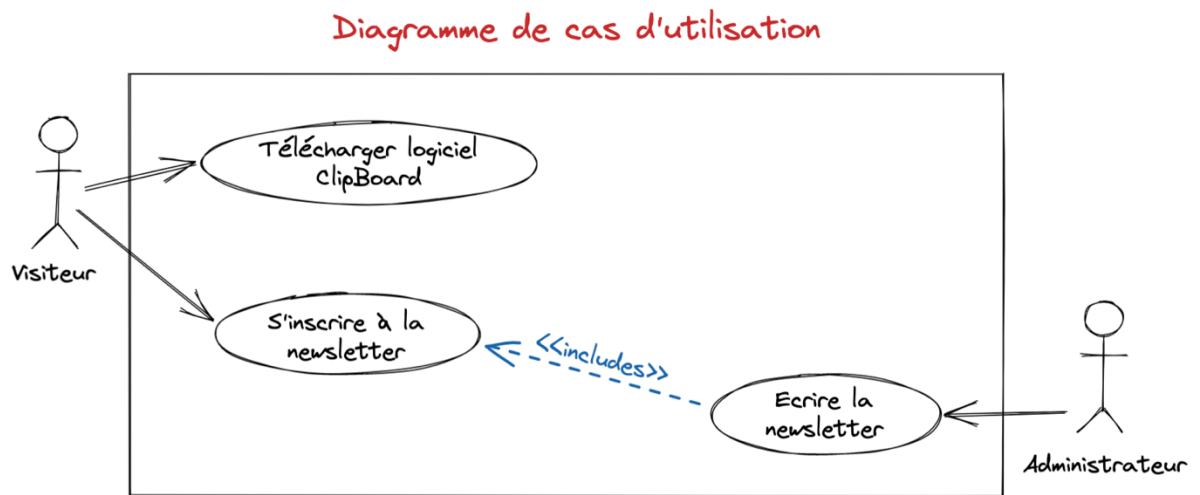 Diagramme de cas d'utilisation
Télécharger logiciel
ClipBoard
Visiteur
S'inscrire à la
newsletter
<<includes>>
Ecrire la
newsletter
Administrateur